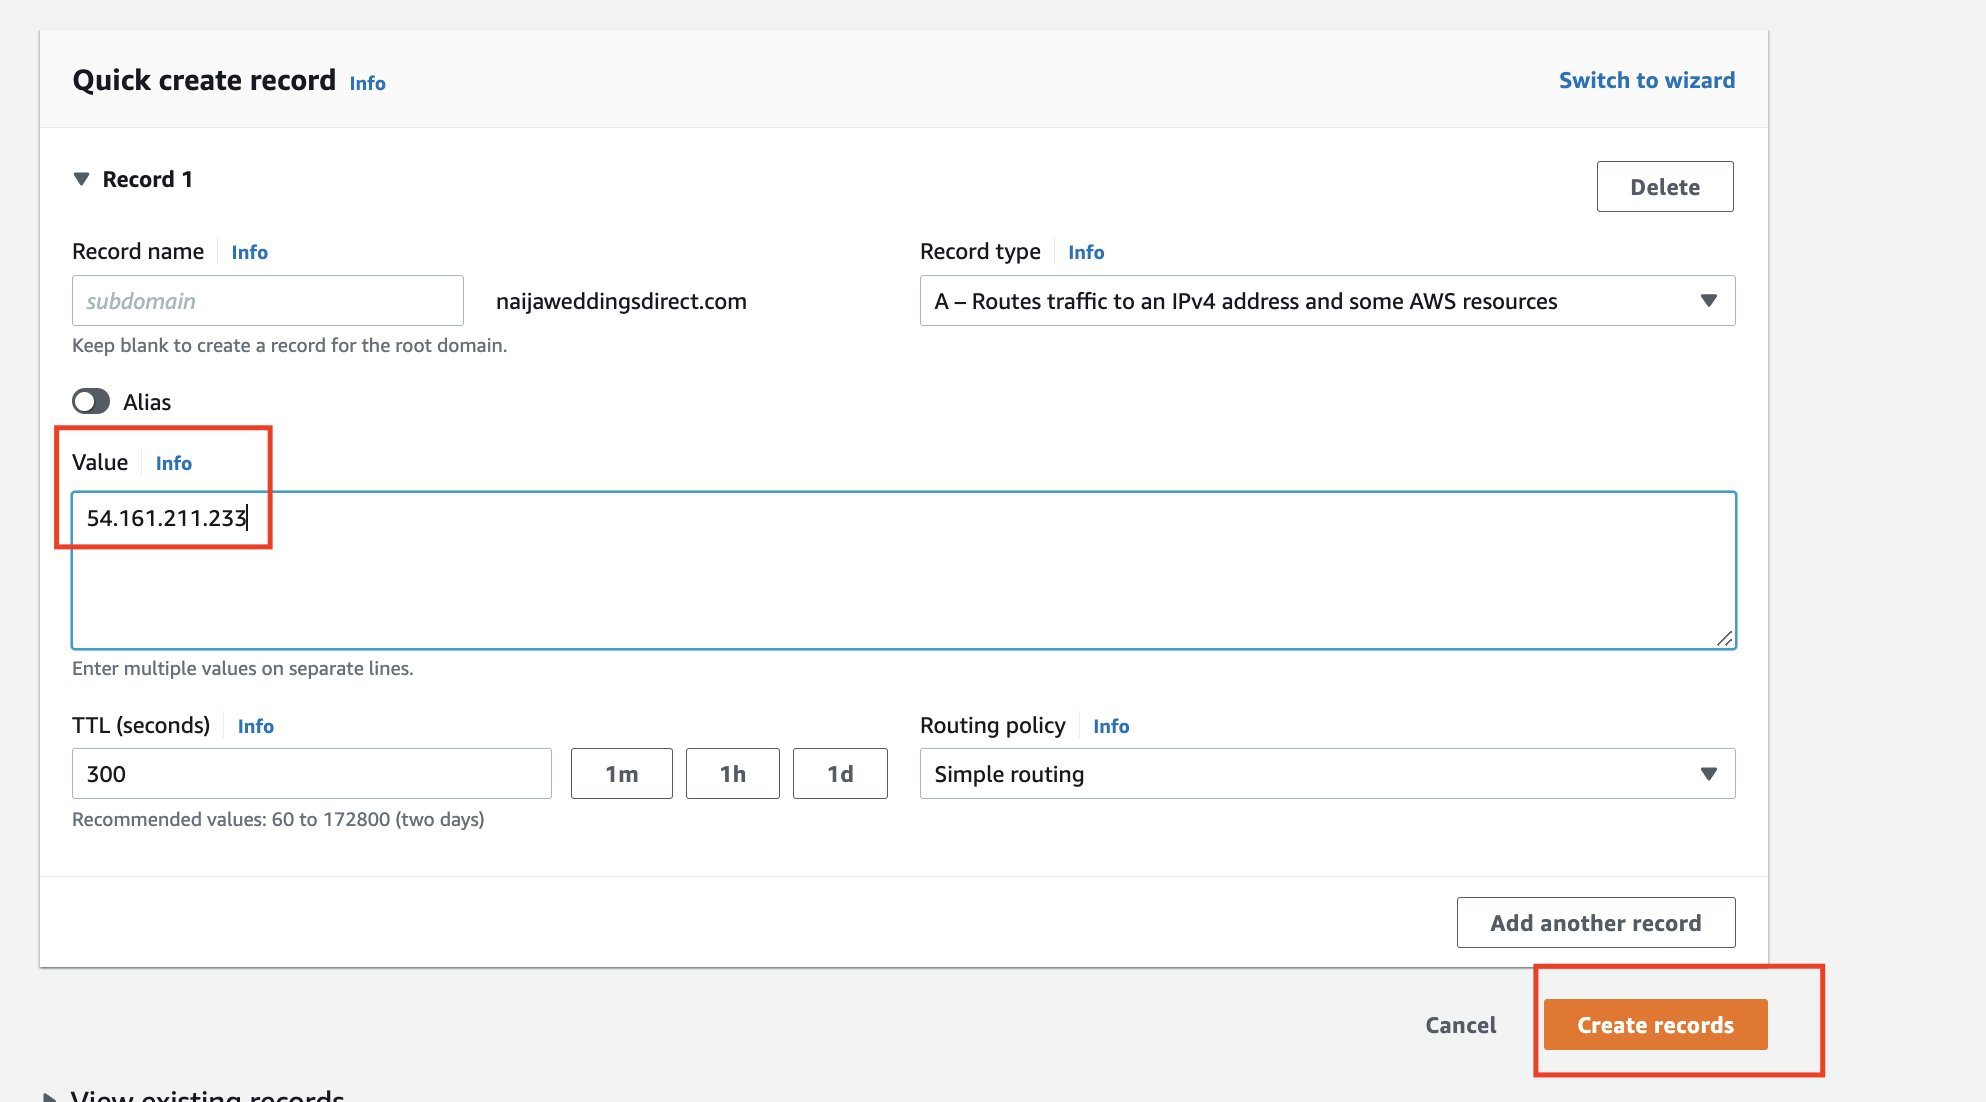 Quick create record Info Switch to wizard
Record 1 Delete
Record name Info Record type Info
subdomain naijaweddingsdirect.com A – Routes traffic to an IPv4 address and some AWS resources
Keep blank to create a record for the root domain.
Alias
Value Info
54.161.211.233
Enter multiple values on separate lines.
TTL (seconds) Info Routing policy Info
300 1m 1h 1d Simple routing
Recommended values: 60 to 172800 (two days)
Add another record
Cancel Create records
View existing records